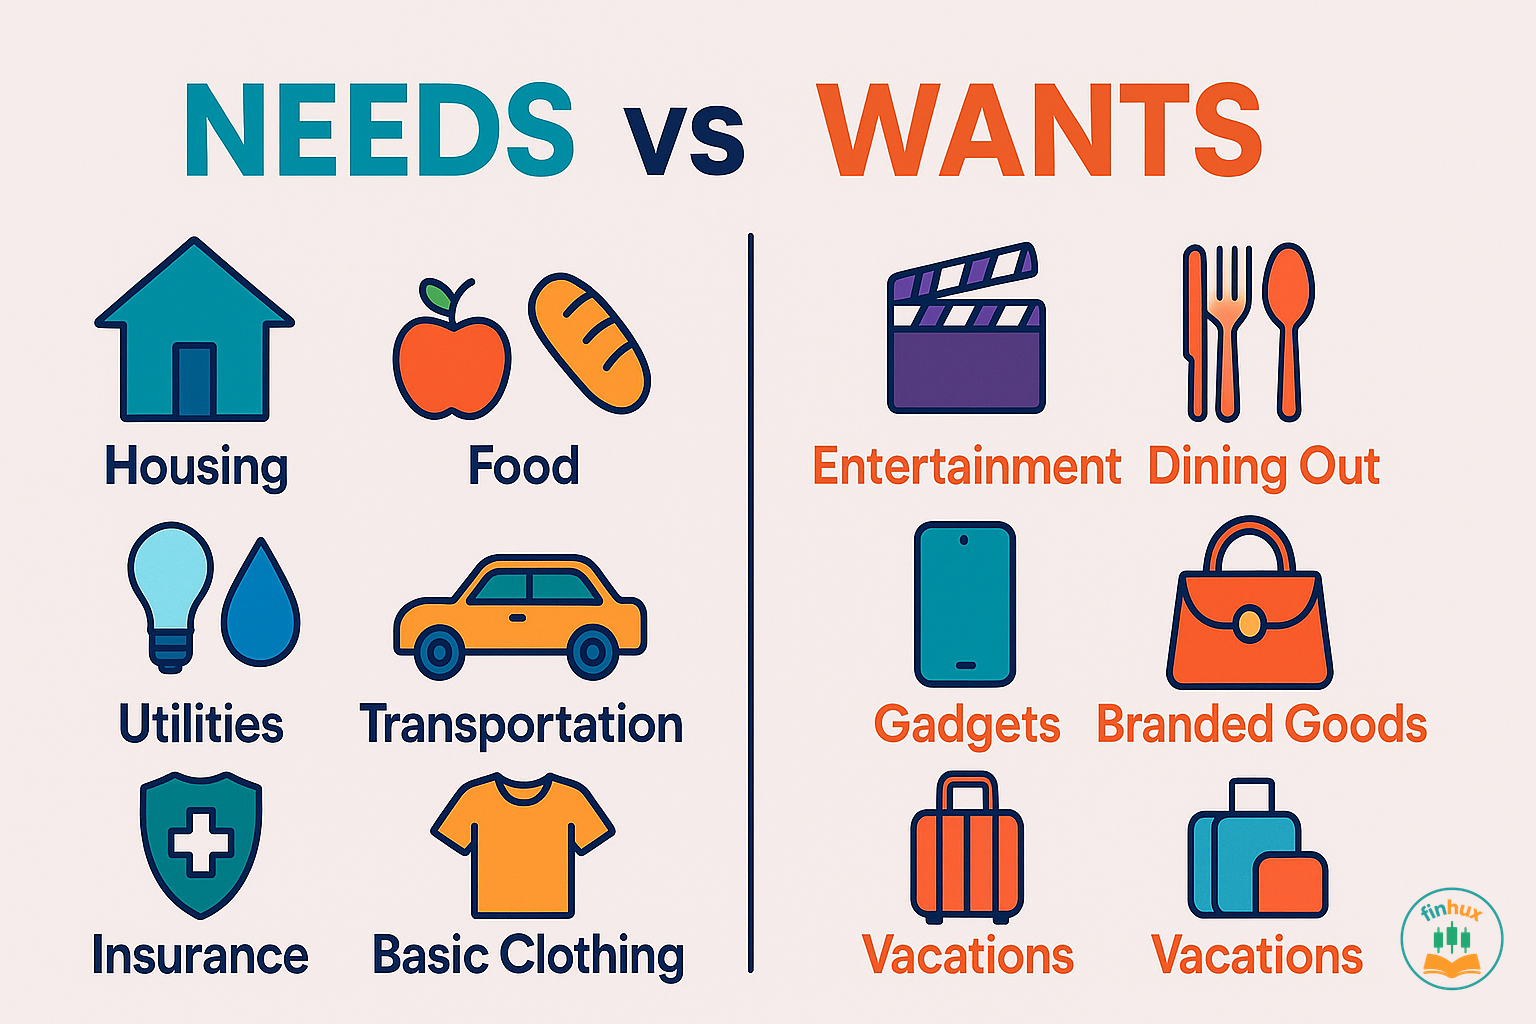 NEEDS vs WANTS
Housing
Food
Entertainment
Dining Out
Utilities
Transportation
Gadgets
Branded Goods
Insurance
Basic Clothing
Vacations
Vacations
finhux